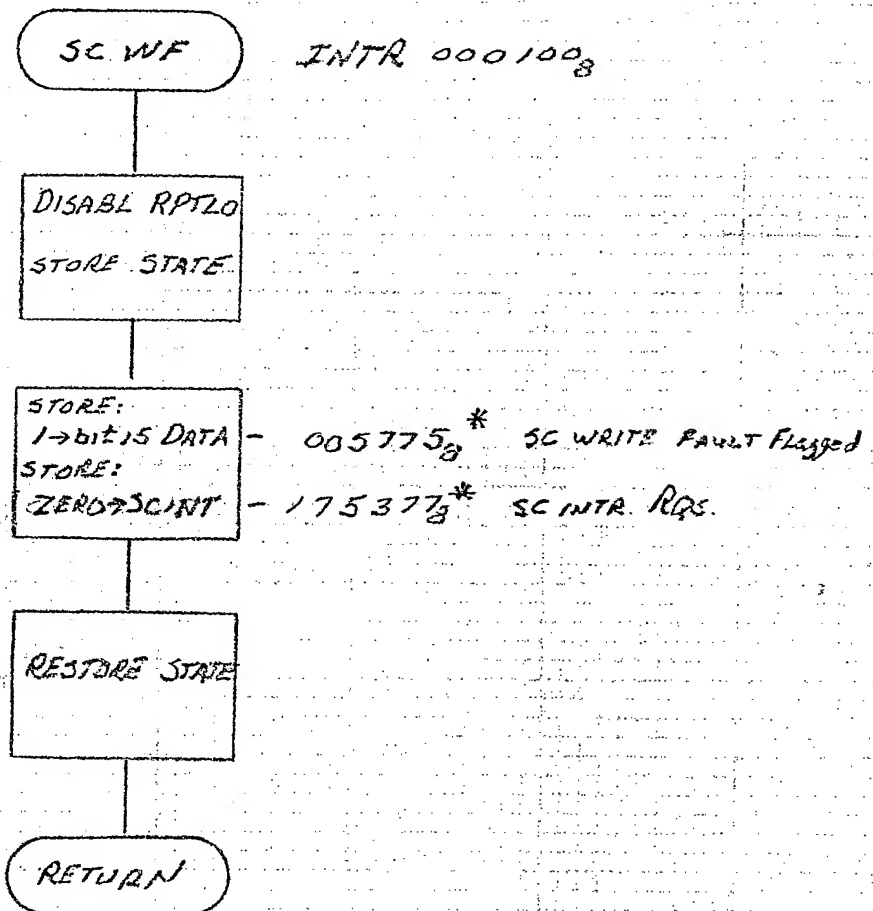 SC WF INTR 000100₈
DISABL RPTLO
STORE STATE
STORE:
1→bit 15 DATA - 005775₈* SC WRITE FAULT Flagged
STORE:
ZERO→SCINT - 175377₈* SC INTR. RQS.
RESTORE STATE
RETURN